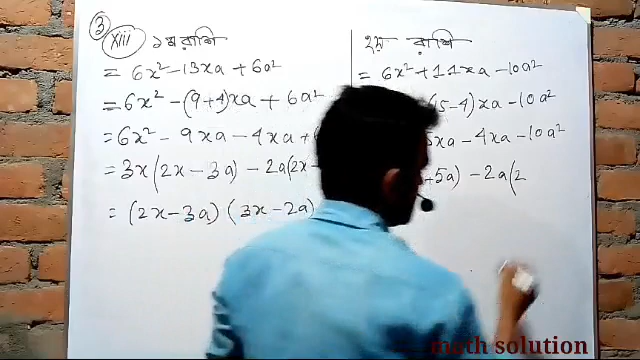 3
xiii ১ম রাশি
= 6x² - 13xa + 6a²
= 6x² - (9+4)xa + 6a²
= 6x² - 9xa - 4xa +
= 3x(2x - 3a) - 2a(2x -
= (2x - 3a) (3x - 2a)
২য় রাশি
= 6x² + 11xa - 10a²
15 - 4) xa - 10a²
5xa - 4xa - 10a²
+ 5a) - 2a(2
math solution